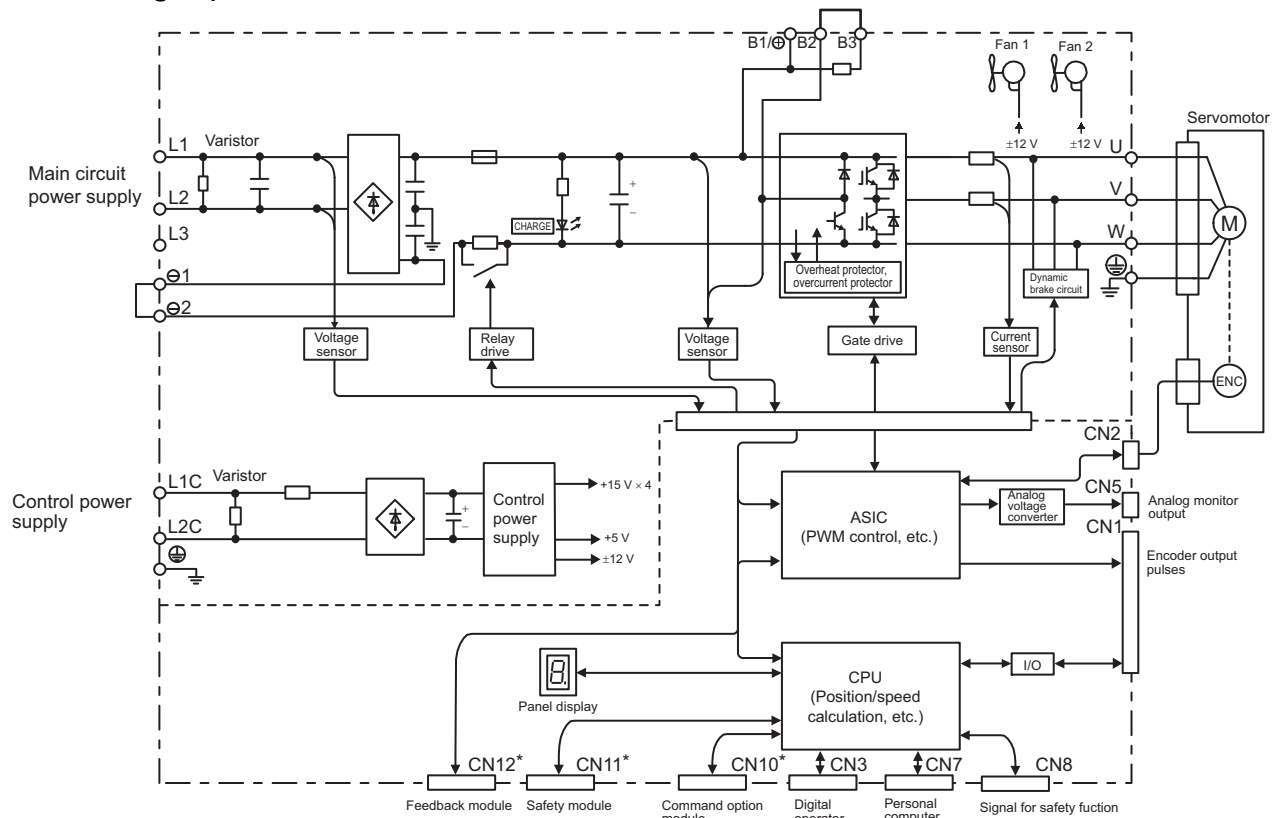 B1/⊕ B2 B3
Fan 1 Fan 2
±12 V ±12 V
Servomotor
Main circuit
power supply
L1 Varistor
L2
L3
⊖1
⊖2
CHARGE
+
−
Overheat protector,
overcurrent protector
U
V
W
M
Dynamic
brake circuit
Voltage
sensor
Relay
drive
Voltage
sensor
Gate drive
Current
sensor
ENC
Control power
supply
L1C Varistor
L2C
+
−
Control
power
supply
+15 V × 4
+5 V
±12 V
ASIC
(PWM control, etc.)
Analog
voltage
converter
CN2
CN5
Analog monitor
output
CN1
Encoder output
pulses
8.
Panel display
CPU
(Position/speed
calculation, etc.)
I/O
CN12* CN11* CN10* CN3 CN7 CN8
Feedback module
Safety module
Command option
Digital
Personal
computer
Signal for safety fuction